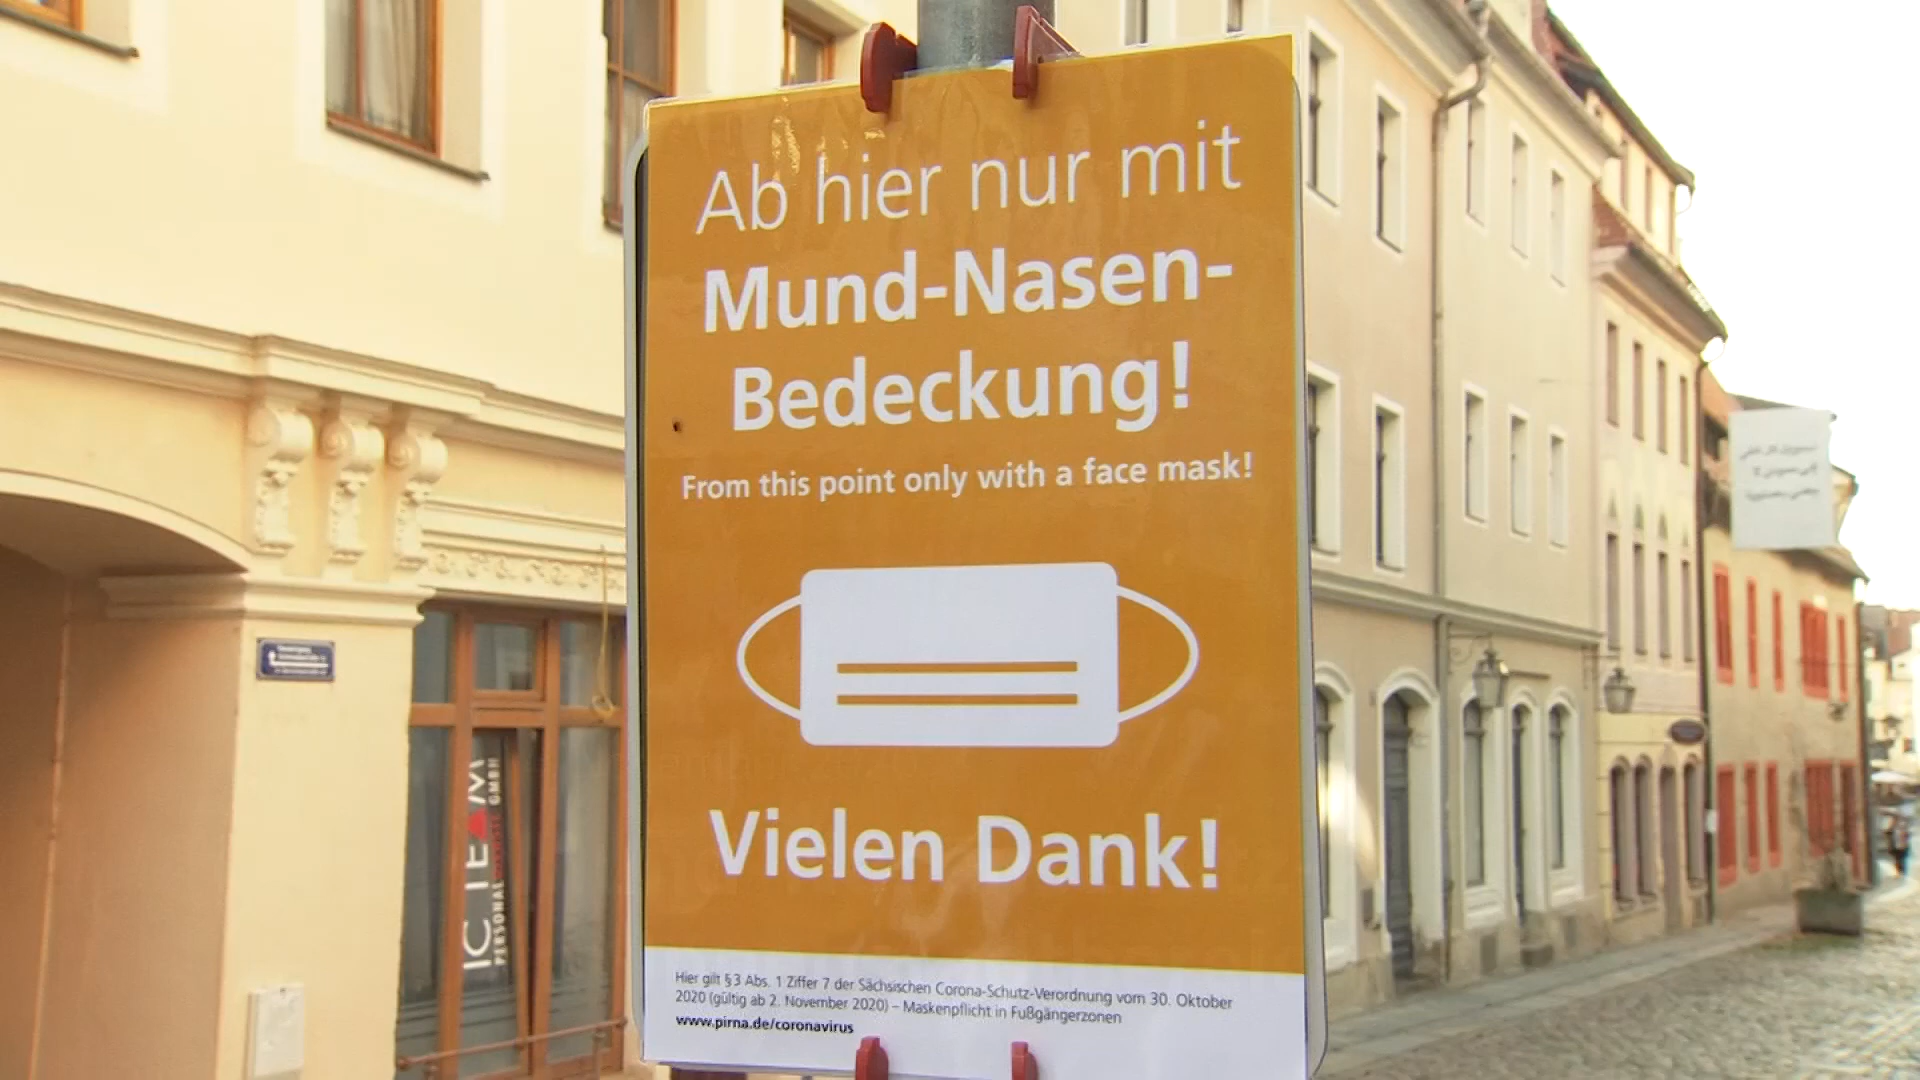 Ab hier nur mit
Mund-Nasen-
Bedeckung!
From this point only with a face mask!
Vielen Dank!
Hier gilt §3 Abs. 1 Ziffer 7 der Sächsischen Corona-Schutz-Verordnung vom 30. Oktober
2020 (gültig ab 2. November 2020) – Maskenpflicht in Fußgängerzonen
www.pirna.de/coronavirus
IC TEAM
PERSONALDIENSTE GMBH